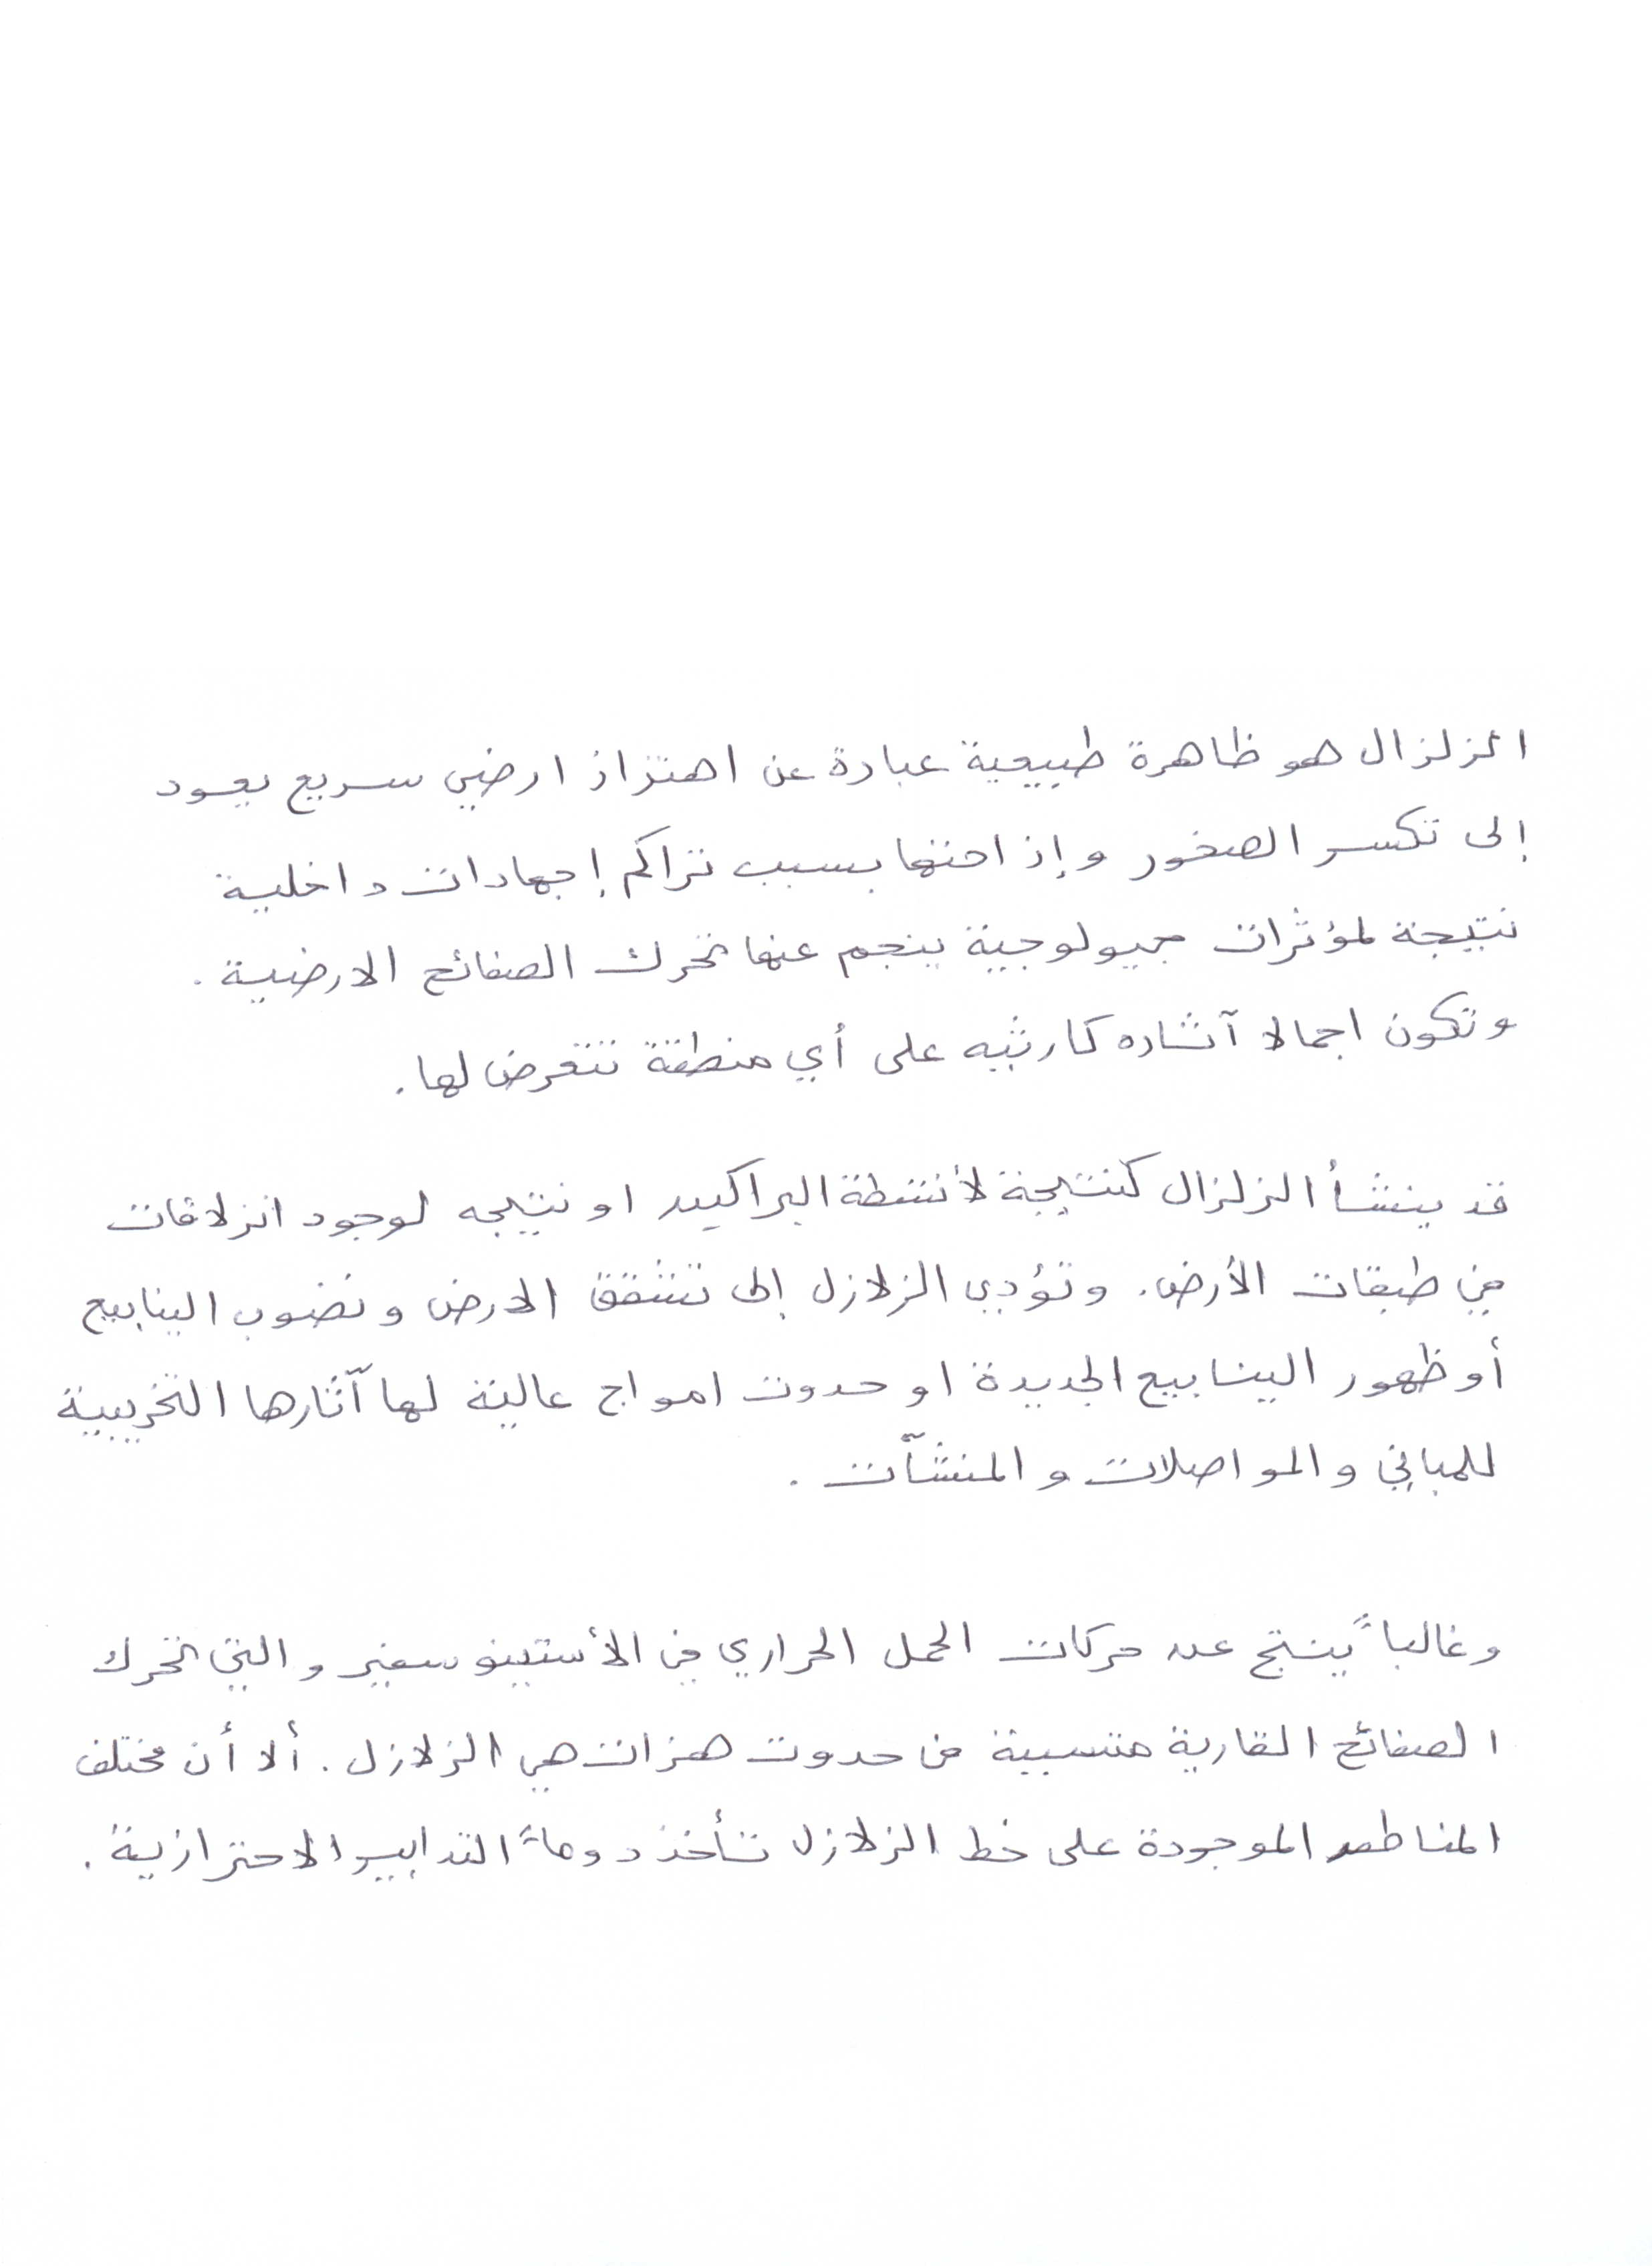 الزلزال هو ظاهرة طبيعية عبارة عن اهتزاز ارضي سريع يعود
إلى تكسر الصخور وإزاحتها بسبب تراكم إجهادات داخلية
نتيجة لمؤثرات جيولوجية ينجم عنها تحرك الصفائح الارضية .
وتكون اجمالا آثاره كارثيه على أي منطقة تتعرض لها .
قد ينشأ الزلزال كنتيجة لأنشطة البراكين او نتيجه لوجود انزلاقات
في طبقات الأرض. وتؤدي الزلازل إلى تشقق الارض ونضوب الينابيع
أو ظهور الينابيع الجديدة او حدوث امواج عالية لها آثارها التخريبية
للمباني والمواصلات والمنشآت .
وغالباً ينتج عن حركات الحمل الحراري في الأستينوسفير والتي تحرك
الصفائح القارية متسببة في حدوث هزات هي الزلازل . ألا أن مختلف
المناطق الموجودة على خط الزلازل تأخذ دوماً التدابير الاحترازية .